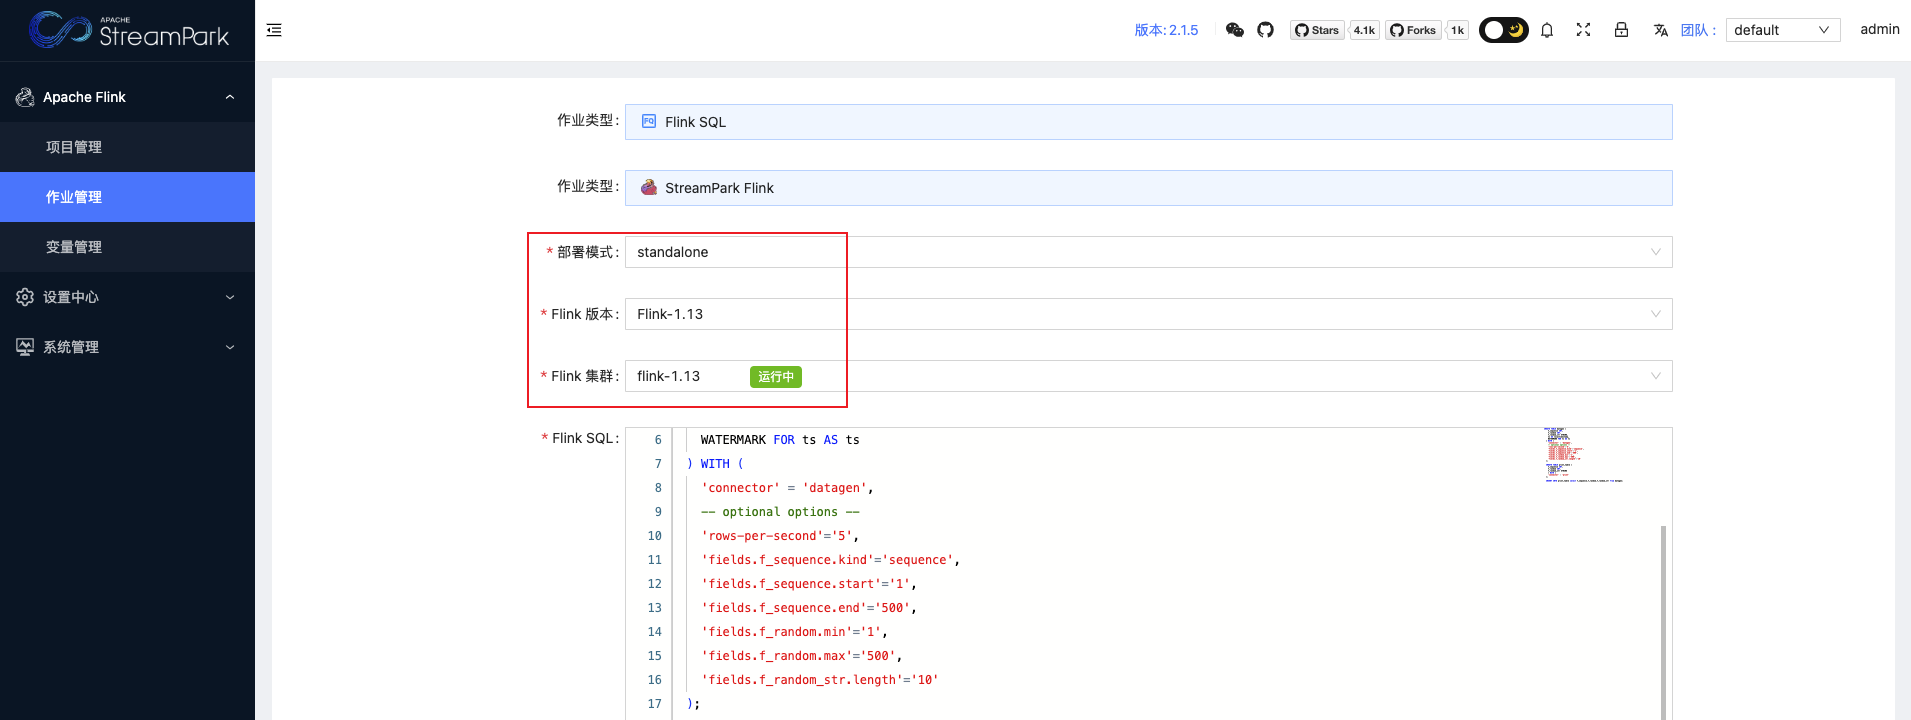 APACHE
StreamPark
版本: 2.1.5
Stars
4.1k
Forks
1k
团队 :
default
admin
Apache Flink
项目管理
作业管理
变量管理
设置中心
系统管理
作业类型 :
FQ
Flink SQL
作业类型 :
StreamPark Flink
* 部署模式 :
standalone
* Flink 版本 :
Flink-1.13
* Flink 集群 :
flink-1.13
运行中
* Flink SQL :
6 WATERMARK FOR ts AS ts
7 ) WITH (
8 'connector' = 'datagen',
9 -- optional options --
10 'rows-per-second'='5',
11 'fields.f_sequence.kind'='sequence',
12 'fields.f_sequence.start'='1',
13 'fields.f_sequence.end'='500',
14 'fields.f_random.min'='1',
15 'fields.f_random.max'='500',
16 'fields.f_random_str.length'='10'
17 );